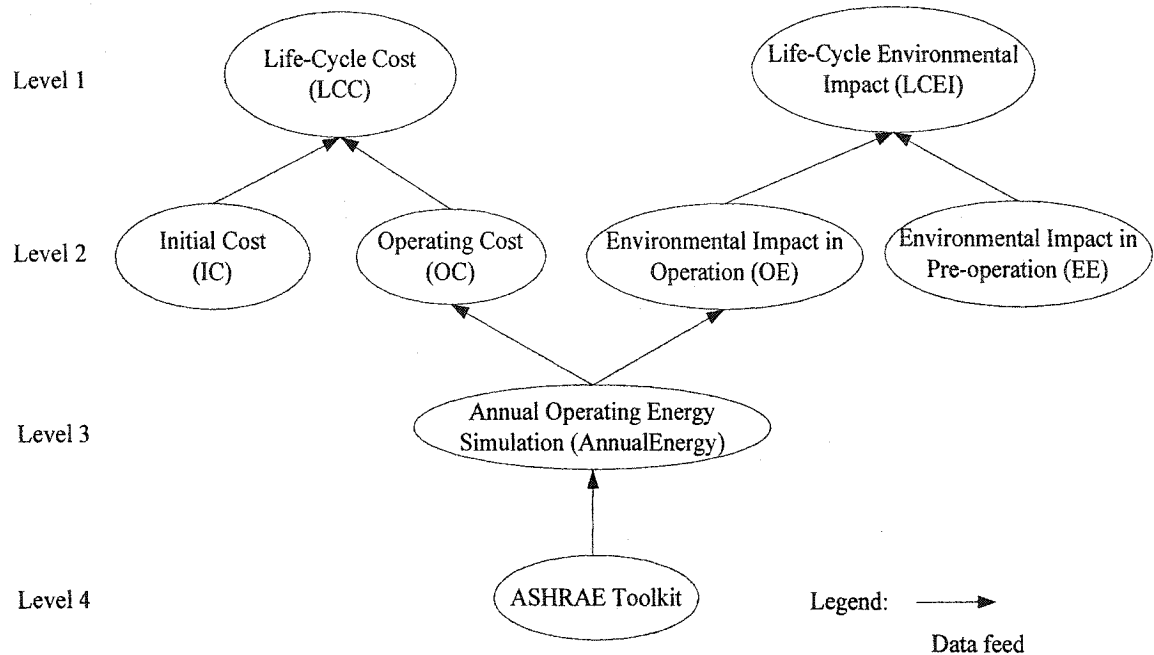 Level 1
Life-Cycle Cost
(LCC)
Life-Cycle Environmental
Impact (LCEI)
Level 2
Initial Cost
(IC)
Operating Cost
(OC)
Environmental Impact in
Operation (OE)
Environmental Impact in
Pre-operation (EE)
Level 3
Annual Operating Energy
Simulation (AnnualEnergy)
Level 4
ASHRAE Toolkit
Legend:
Data feed